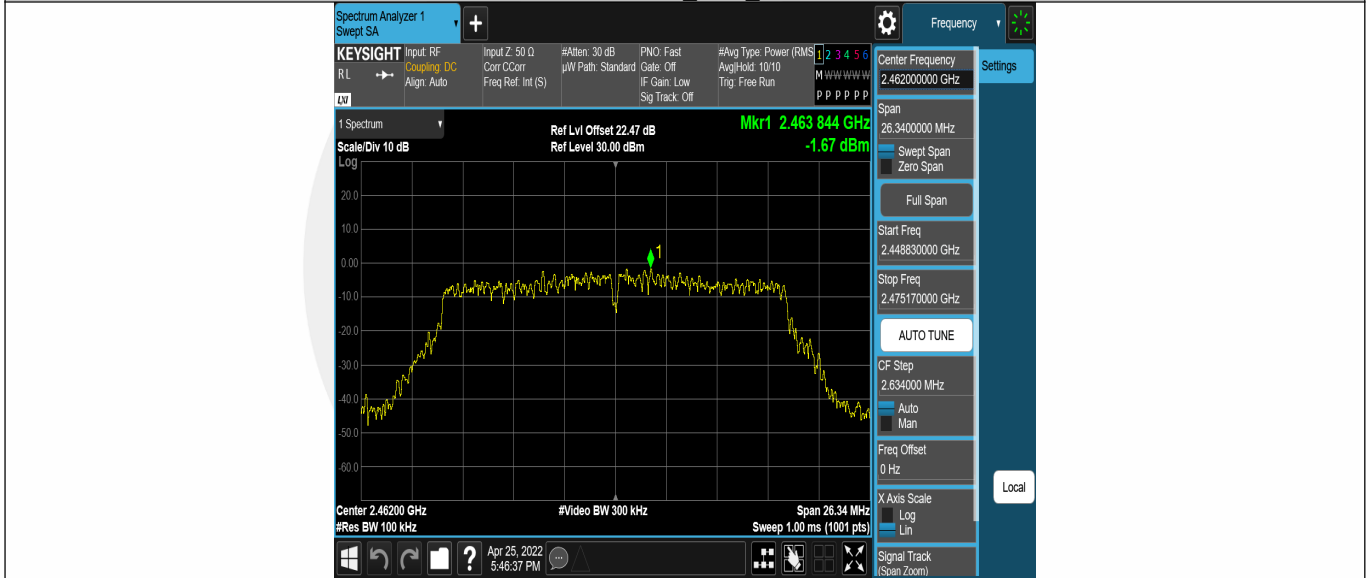 Spectrum Analyzer 1
Swept SA
Frequency
KEYSIGHT
R L
LXI
Input: RF
Coupling: DC
Align: Auto
Input Z: 50 Ω
Corr CCorr
Freq Ref: Int (S)
#Atten: 30 dB
µW Path: Standard
PNO: Fast
Gate: Off
IF Gain: Low
Sig Track: Off
#Avg Type: Power (RMS
Avg|Hold: 10/10
Trig: Free Run
1 2 3 4 5 6
M W W W W W
P P P P P P
1 Spectrum
Scale/Div 10 dB
Ref Lvl Offset 22.47 dB
Ref Level 30.00 dBm
Mkr1 2.463 844 GHz
-1.67 dBm
Log
20.0
10.0
0.00
-10.0
-20.0
-30.0
-40.0
-50.0
-60.0
1
Center 2.46200 GHz
#Res BW 100 kHz
#Video BW 300 kHz
Span 26.34 MHz
Sweep 1.00 ms (1001 pts)
Apr 25, 2022
5:46:37 PM
?
Center Frequency
2.462000000 GHz
Settings
Span
26.3400000 MHz
Swept Span
Zero Span
Full Span
Start Freq
2.448830000 GHz
Stop Freq
2.475170000 GHz
AUTO TUNE
CF Step
2.634000 MHz
Auto
Man
Freq Offset
0 Hz
X Axis Scale
Log
Lin
Local
Signal Track
(Span Zoom)